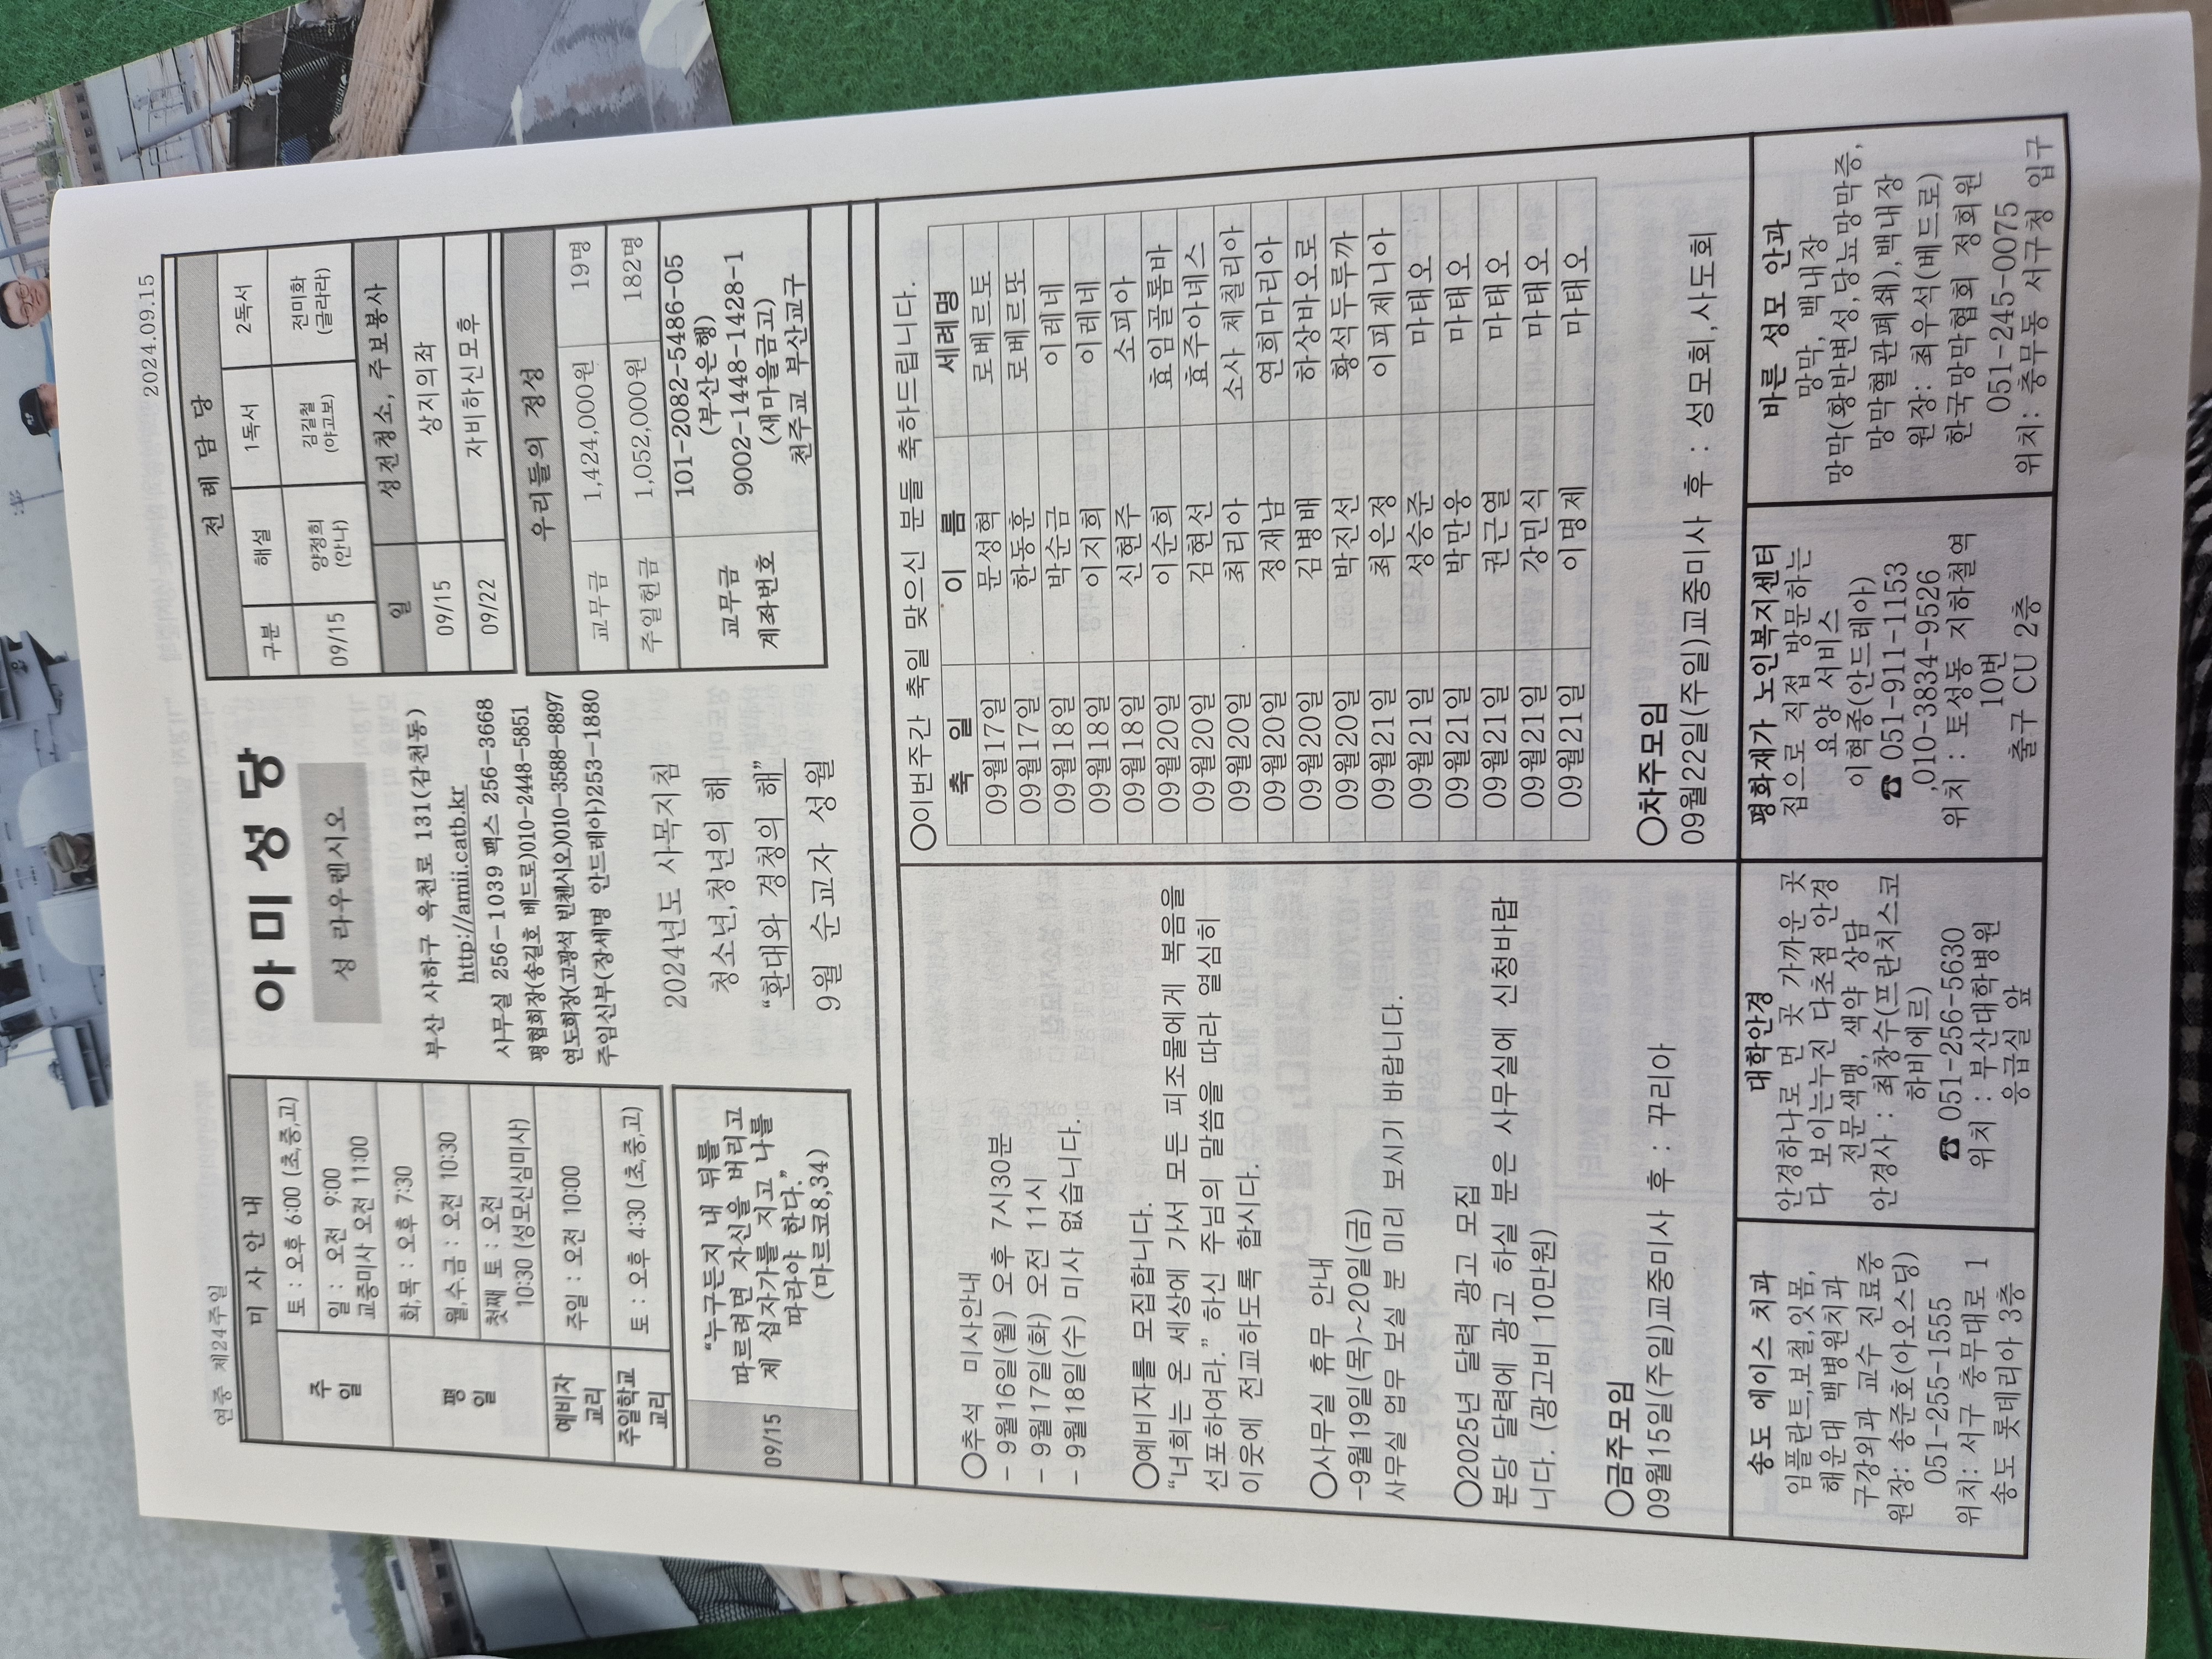 연중 제24주일
2024.09.15
미 사 안 내
주일
토 : 오후 6:00 (초,중,고)
일 : 오전 9:00
교중미사 오전 11:00
평일
화,목 : 오후 7:30
월,수.금 : 오전 10:30
첫째 토 : 오전
10:30 (성모신심미사)
예비자
교리
주일 : 오전 10:00
주일학교
교리
토 : 오후 4:30 (초,중,고)
09/15
“누구든지 내 뒤를
따르려면 자신을 버리고
제 십자가를 지고 나를
따라야 한다.”
(마르코8,34)
아 미 성 당
성 라우렌시오
부산 사하구 옥천로 131(감천동)
http://amii.catb.kr
사무실 256-1039 팩스 256-3668
평협회장(송길호 베드로)010-2448-5851
연도회장(고광석 빈첸시오)010-3588-8897
주임신부(장세명 안드레아)253-1880
2024년도 사목지침
청소년,청년의 해
“환대와 경청의 해”
9월 순교자 성월
전 례 담 당
구분 해설 1독서 2독서
09/15 양정희 (안나) 김길철 (야고보) 전미화 (글라라)
일 성전청소, 주보봉사
09/15 상지의좌
09/22 자비하신모후
우리들의 정성
교무금 1,424,000원 19명
주일헌금 1,052,000원 182명
교무금
계좌번호
101-2082-5486-05
(부산은행)
9002-1448-1428-1
(새마을금고)
천주교 부산교구
○추석 미사안내
- 9월16일(월) 오후 7시30분
- 9월17일(화) 오전 11시
- 9월18일(수) 미사 없습니다.
○예비자를 모집합니다.
“너희는 온 세상에 가서 모든 피조물에게 복음을
선포하여라.” 하신 주님의 말씀을 따라 열심히
이웃에 전교하도록 합시다.
○사무실 휴무 안내
-9월19일(목)~20일(금)
사무실 업무 보실 분 미리 보시기 바랍니다.
○2025년 달력 광고 모집
본당 달력에 광고 하실 분은 사무실에 신청바랍
니다. (광고비 10만원)
○금주모임
09월15일(주일)교중미사 후 : 꾸리아
○이번주간 축일 맞으신 분들 축하드립니다.
축 일 이 름 세례명
09월17일 문성혁 로베르토
09월17일 한동훈 로베르또
09월18일 박순금 이레네
09월18일 이지희 이레네
09월18일 신현주 소피아
09월20일 이순희 효임골롬바
09월20일 김현선 효주아녜스
09월20일 최리아 소사 체칠리아
09월20일 정재남 연희마리아
09월20일 김병배 하상바오로
09월20일 박진선 황석두루까
09월21일 최은정 이피제니아
09월21일 성승준 마태오
09월21일 박만웅 마태오
09월21일 권근열 마태오
09월21일 강민식 마태오
09월21일 이명제 마태오
○차주모임
09월22일(주일)교중미사 후 : 성모회,사도회
송도 에이스 치과
임플란트,보철,잇몸,
해운대 백병원치과
구강외과 교수 진료중
원장: 송준호(아오스딩)
051-255-1555
위치: 서구 충무대로 1
송도 롯데리아 3층
대학안경
안경하나로 먼 곳 가까운 곳
다 보이는누진 다초점 안경
전문색맹, 색약 상담
안경사 : 최창수(프란치스코
하비에르)
☎ 051-256-5630
위치 : 부산대학병원
응급실 앞
평화재가 노인복지센터
집으로 직접 방문하는
요양 서비스
이혁종(안드레아)
☎ 051-911-1153
,010-3834-9526
위치 : 토성동 지하철역
10번
출구 CU 2층
바른 성모 안과
망막, 백내장
망막(황반변성,당뇨망막증,
망막혈관폐쇄),백내장
원장: 최우석(베드로)
한국망막협회 정회원
051-245-0075
위치: 충무동 서구청 입구